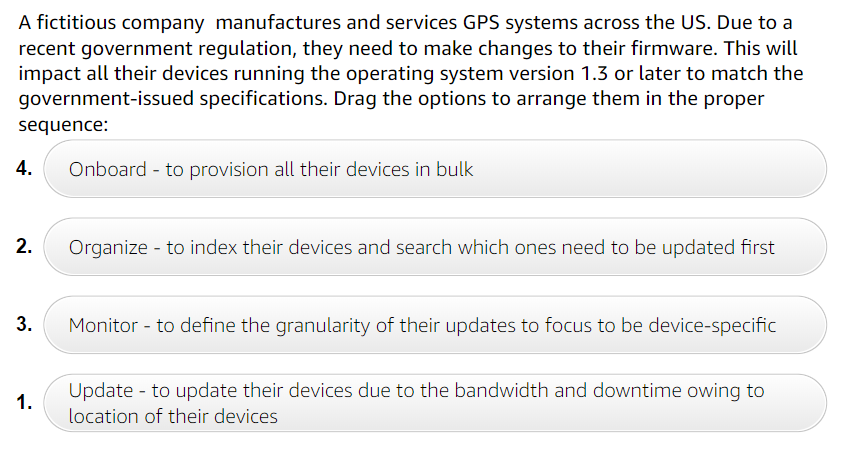 A fictitious company manufactures and services GPS systems across the US. Due to a
recent government regulation, they need to make changes to their firmware. This will
impact all their devices running the operating system version 1.3 or later to match the
government-issued specifications. Drag the options to arrange them in the proper
sequence:
4. Onboard - to provision all their devices in bulk
2. Organize - to index their devices and search which ones need to be updated first
3. Monitor - to define the granularity of their updates to focus to be device-specific
1. Update - to update their devices due to the bandwidth and downtime owing to
location of their devices